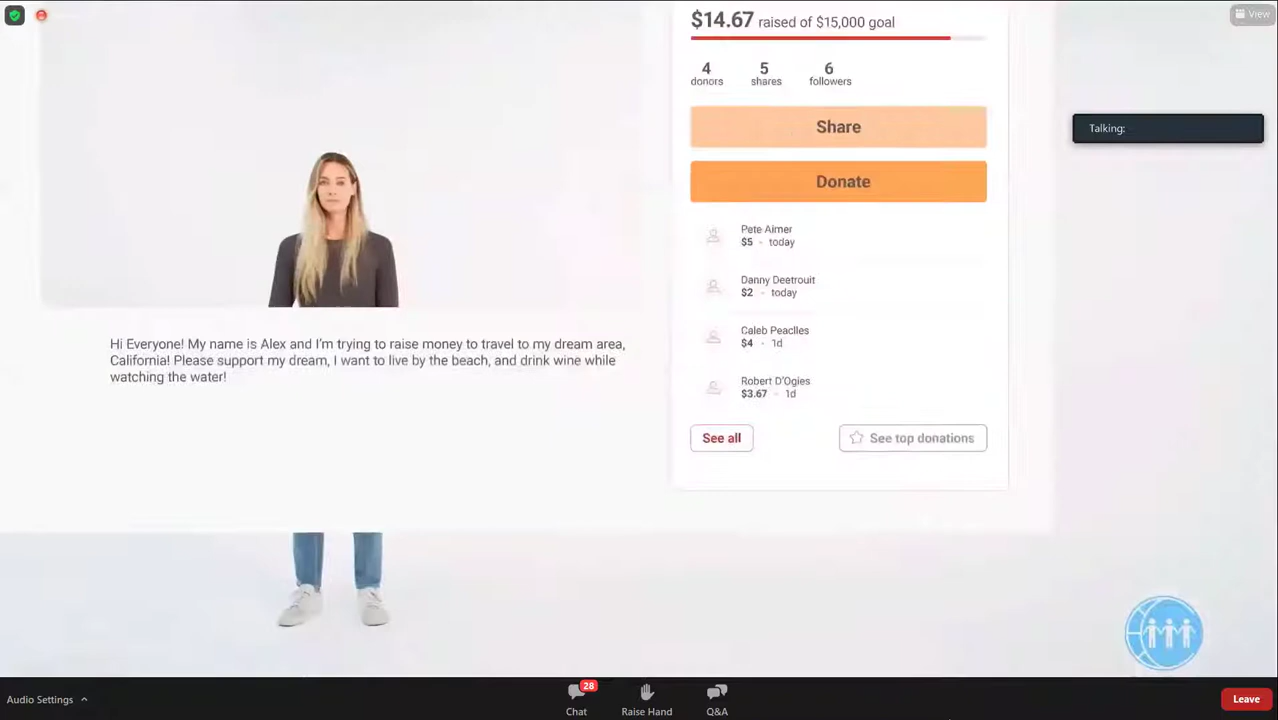 View
$14.67 raised of $15,000 goal
4 5 6
donors shares followers
Talking:
Share
Donate
Pete Aimer
$5 - today
Danny Deetrouit
$2 - today
Caleb Peaclles
$4 - 1d
Robert D'Ogies
$3.67 - 1d
See all
See top donations
Hi Everyone! My name is Alex and I'm trying to raise money to travel to my dream area,
California! Please support my dream, I want to live by the beach, and drink wine while
watching the water!
Audio Settings
28
Chat
Raise Hand
Q&A
Leave